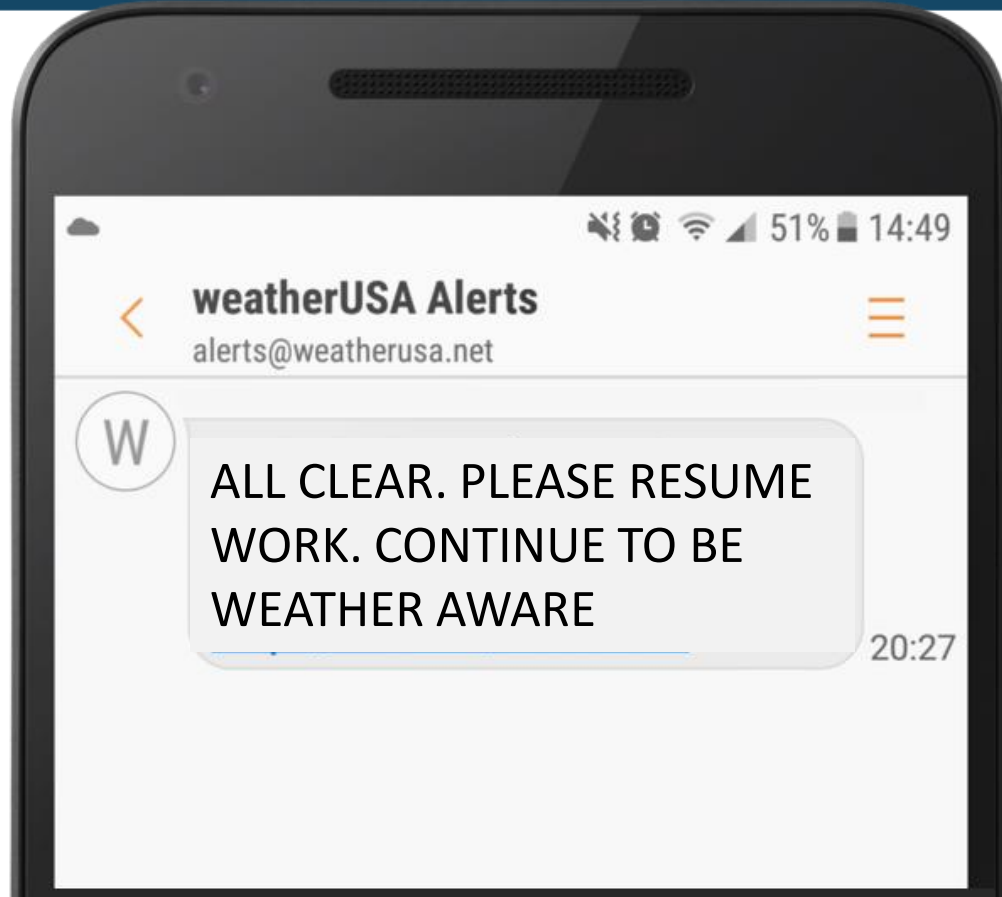 51% 14:49
weatherUSA Alerts
alerts@weatherusa.net
W
ALL CLEAR. PLEASE RESUME
WORK. CONTINUE TO BE
WEATHER AWARE
20:27